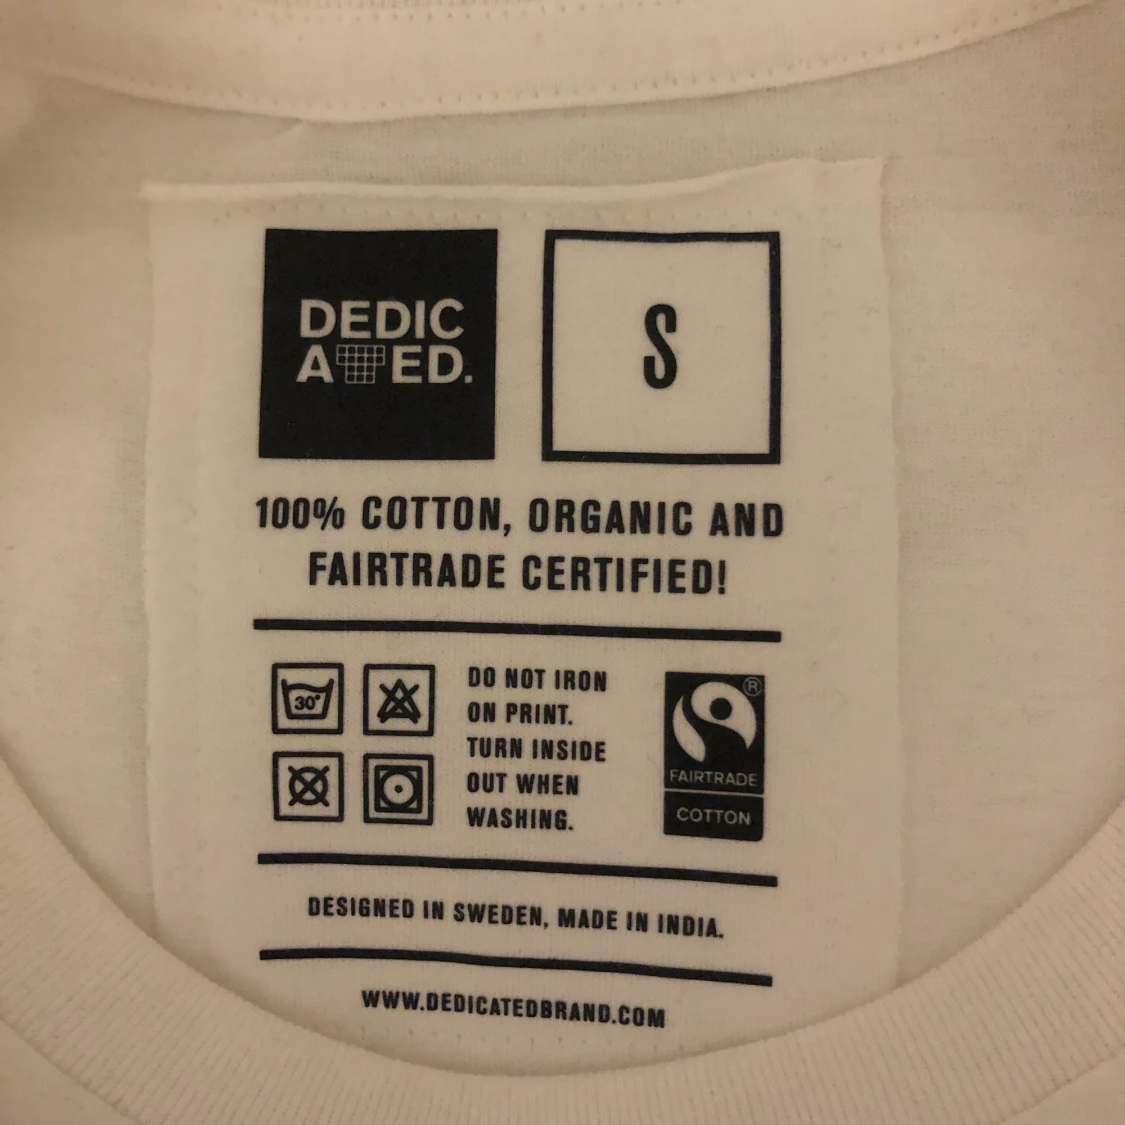 DEDIC
ATED.
S
100% COTTON, ORGANIC AND
FAIRTRADE CERTIFIED!
30°
DO NOT IRON
ON PRINT.
TURN INSIDE
OUT WHEN
WASHING.
®
FAIRTRADE
COTTON
DESIGNED IN SWEDEN, MADE IN INDIA.
WWW.DEDICATEDBRAND.COM